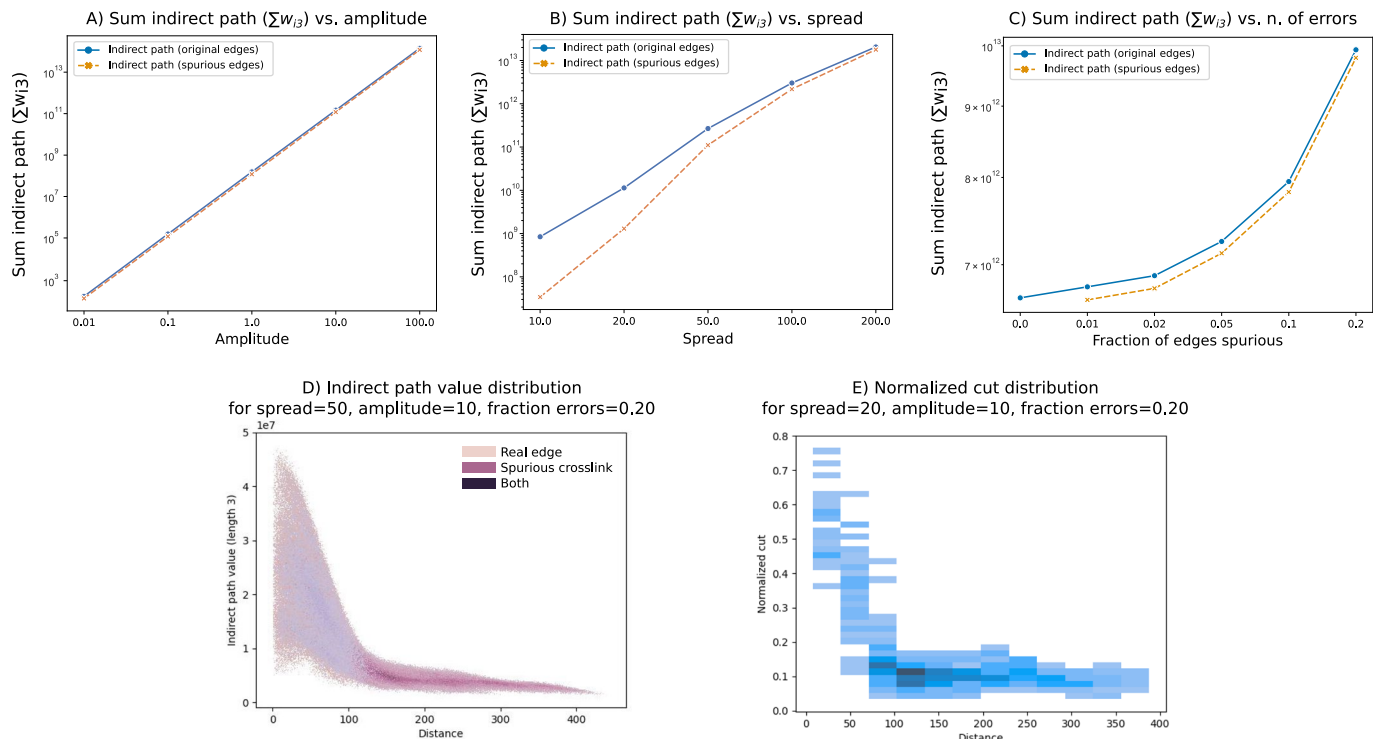 A) Sum indirect path (∑w_i3) vs. amplitude
Indirect path (original edges)
Indirect path (spurious edges)
Sum indirect path (∑w_i3)
10^13
10^11
10^9
10^7
10^5
10^3
0.01 0.1 1.0 10.0 100.0
Amplitude
B) Sum indirect path (∑w_i3) vs. spread
Indirect path (original edges)
Indirect path (spurious edges)
Sum indirect path (∑w_i3)
10^13
10^12
10^11
10^10
10^9
10^8
10.0 20.0 50.0 100.0 200.0
Spread
C) Sum indirect path (∑w_i3) vs. n. of errors
Indirect path (original edges)
Indirect path (spurious edges)
Sum indirect path (∑w_i3)
10^13
9 × 10^12
8 × 10^12
7 × 10^12
0.0 0.01 0.02 0.05 0.1 0.2
Fraction of edges spurious
D) Indirect path value distribution
for spread=50, amplitude=10, fraction errors=0.20
1e7
Real edge
Spurious crosslink
Both
Indirect path value (length 3)
5
4
3
2
1
0
0 100 200 300 400
Distance
E) Normalized cut distribution
for spread=20, amplitude=10, fraction errors=0.20
Normalized cut
0.8
0.7
0.6
0.5
0.4
0.3
0.2
0.1
0.0
0 50 100 150 200 250 300 350 400
Distance